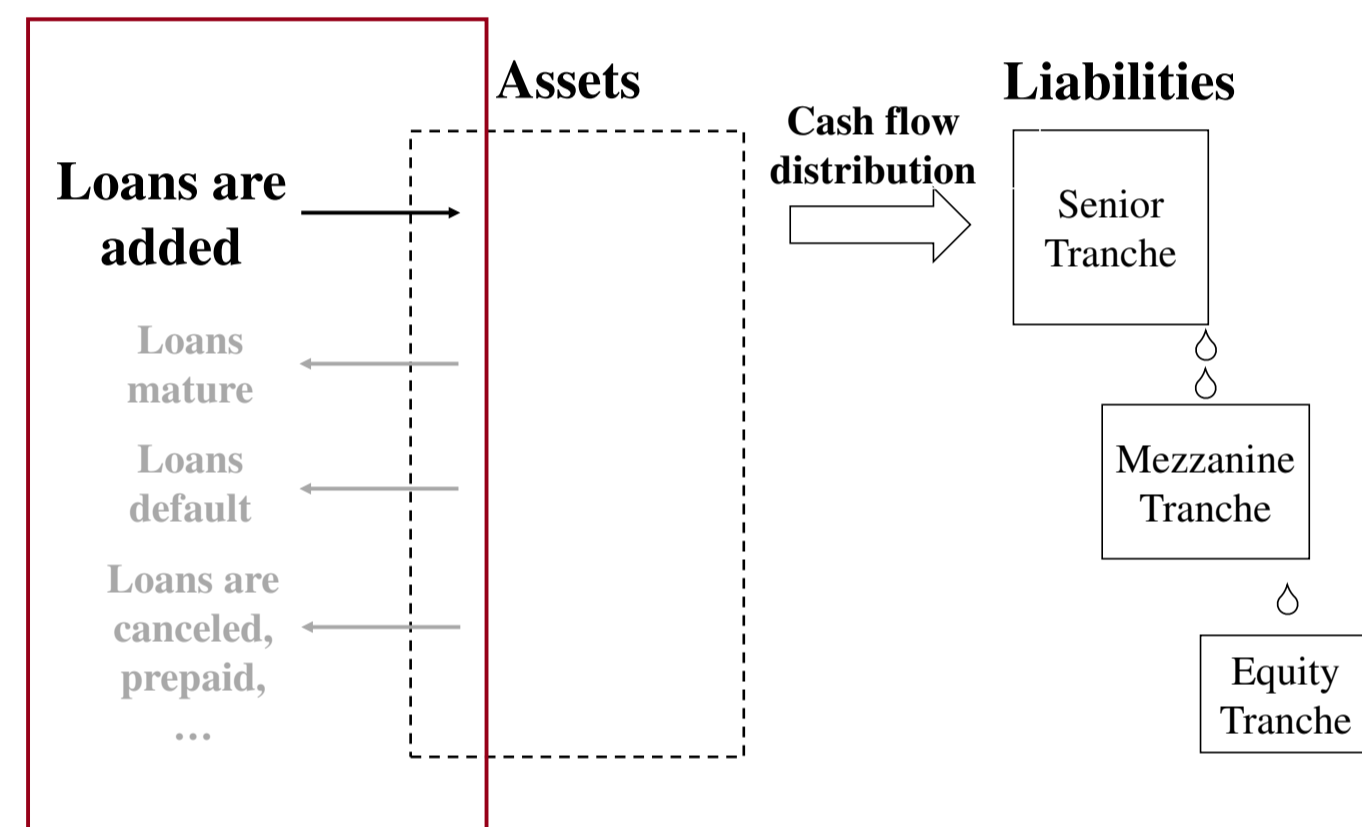 Assets
Liabilities
Cash flow
distribution
Loans are
added
Loans
mature
Loans
default
Loans are
canceled,
prepaid,
…
Senior
Tranche
Mezzanine
Tranche
Equity
Tranche